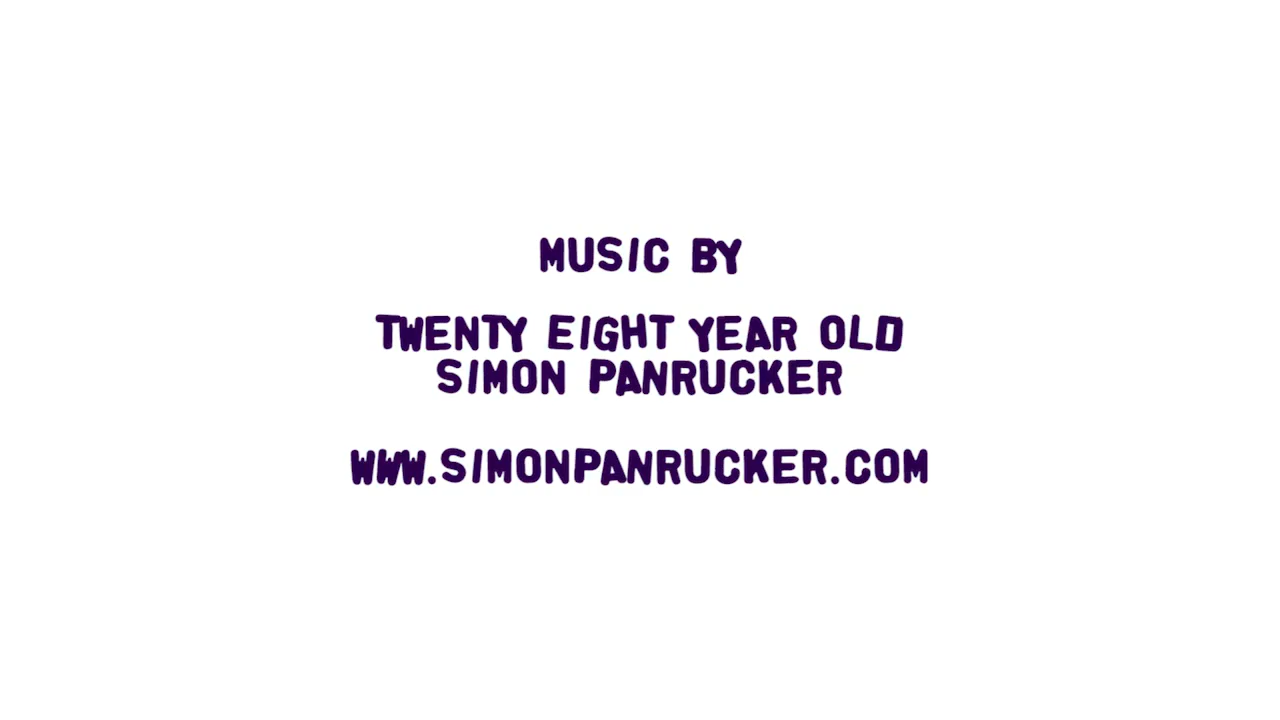 MUSIC BY
TWENTY EIGHT YEAR OLD
SIMON PANRUCKER
WWW.SIMONPANRUCKER.COM